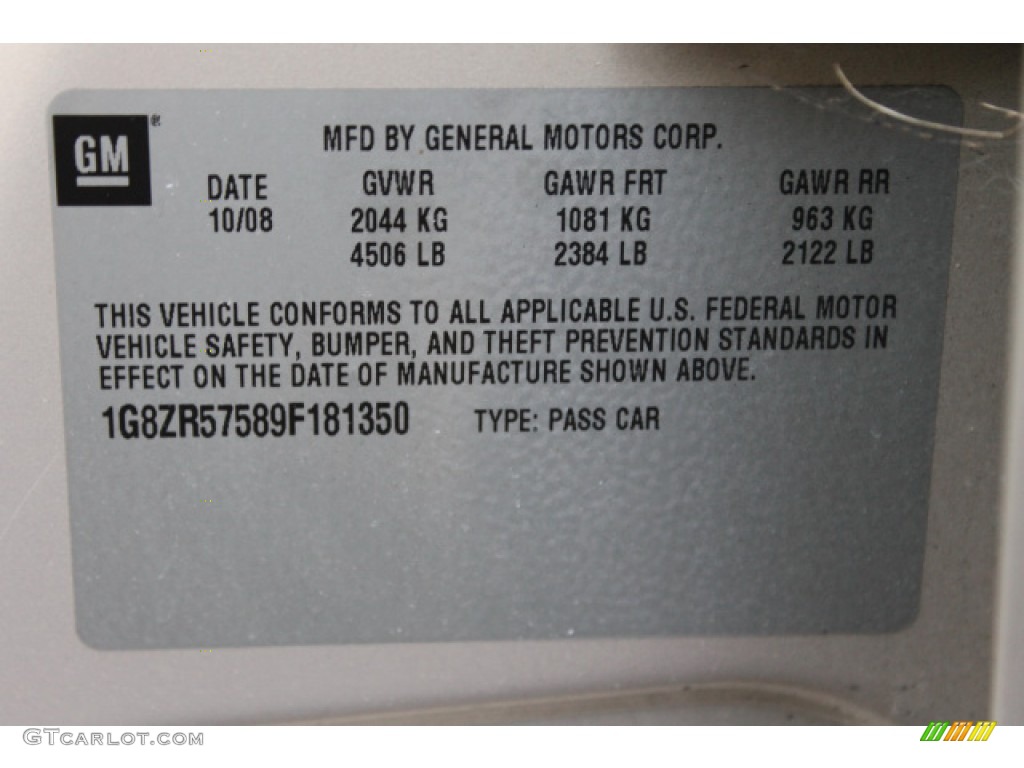 GM®
MFD BY GENERAL MOTORS CORP.
DATE GVWR GAWR FRT GAWR RR
10/08 2044 KG 1081 KG 963 KG
4506 LB 2384 LB 2122 LB
THIS VEHICLE CONFORMS TO ALL APPLICABLE U.S. FEDERAL MOTOR
VEHICLE SAFETY, BUMPER, AND THEFT PREVENTION STANDARDS IN
EFFECT ON THE DATE OF MANUFACTURE SHOWN ABOVE.
1G8ZR57589F181350 TYPE: PASS CAR
GTCARLOT.COM